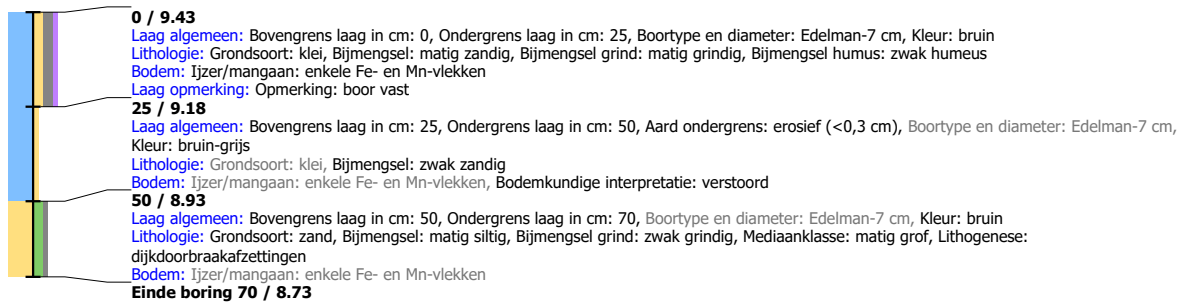 0 / 9.43
Laag algemeen: Bovengrens laag in cm: 0, Ondergrens laag in cm: 25, Boortype en diameter: Edelman-7 cm, Kleur: bruin
Lithologie: Grondsoort: klei, Bijmengsel: matig zandig, Bijmengsel grind: matig grindig, Bijmengsel humus: zwak humeus
Bodem: Ijzer/mangaan: enkele Fe- en Mn-vlekken
Laag opmerking: Opmerking: boor vast
25 / 9.18
Laag algemeen: Bovengrens laag in cm: 25, Ondergrens laag in cm: 50, Aard ondergrens: erosief (<0,3 cm), Boortype en diameter: Edelman-7 cm,
Kleur: bruin-grijs
Lithologie: Grondsoort: klei, Bijmengsel: zwak zandig
Bodem: Ijzer/mangaan: enkele Fe- en Mn-vlekken, Bodemkundige interpretatie: verstoord
50 / 8.93
Laag algemeen: Bovengrens laag in cm: 50, Ondergrens laag in cm: 70, Boortype en diameter: Edelman-7 cm, Kleur: bruin
Lithologie: Grondsoort: zand, Bijmengsel: matig siltig, Bijmengsel grind: zwak grindig, Mediaanklasse: matig grof, Lithogenese:
dijkdoorbraakafzettingen
Bodem: Ijzer/mangaan: enkele Fe- en Mn-vlekken
Einde boring 70 / 8.73